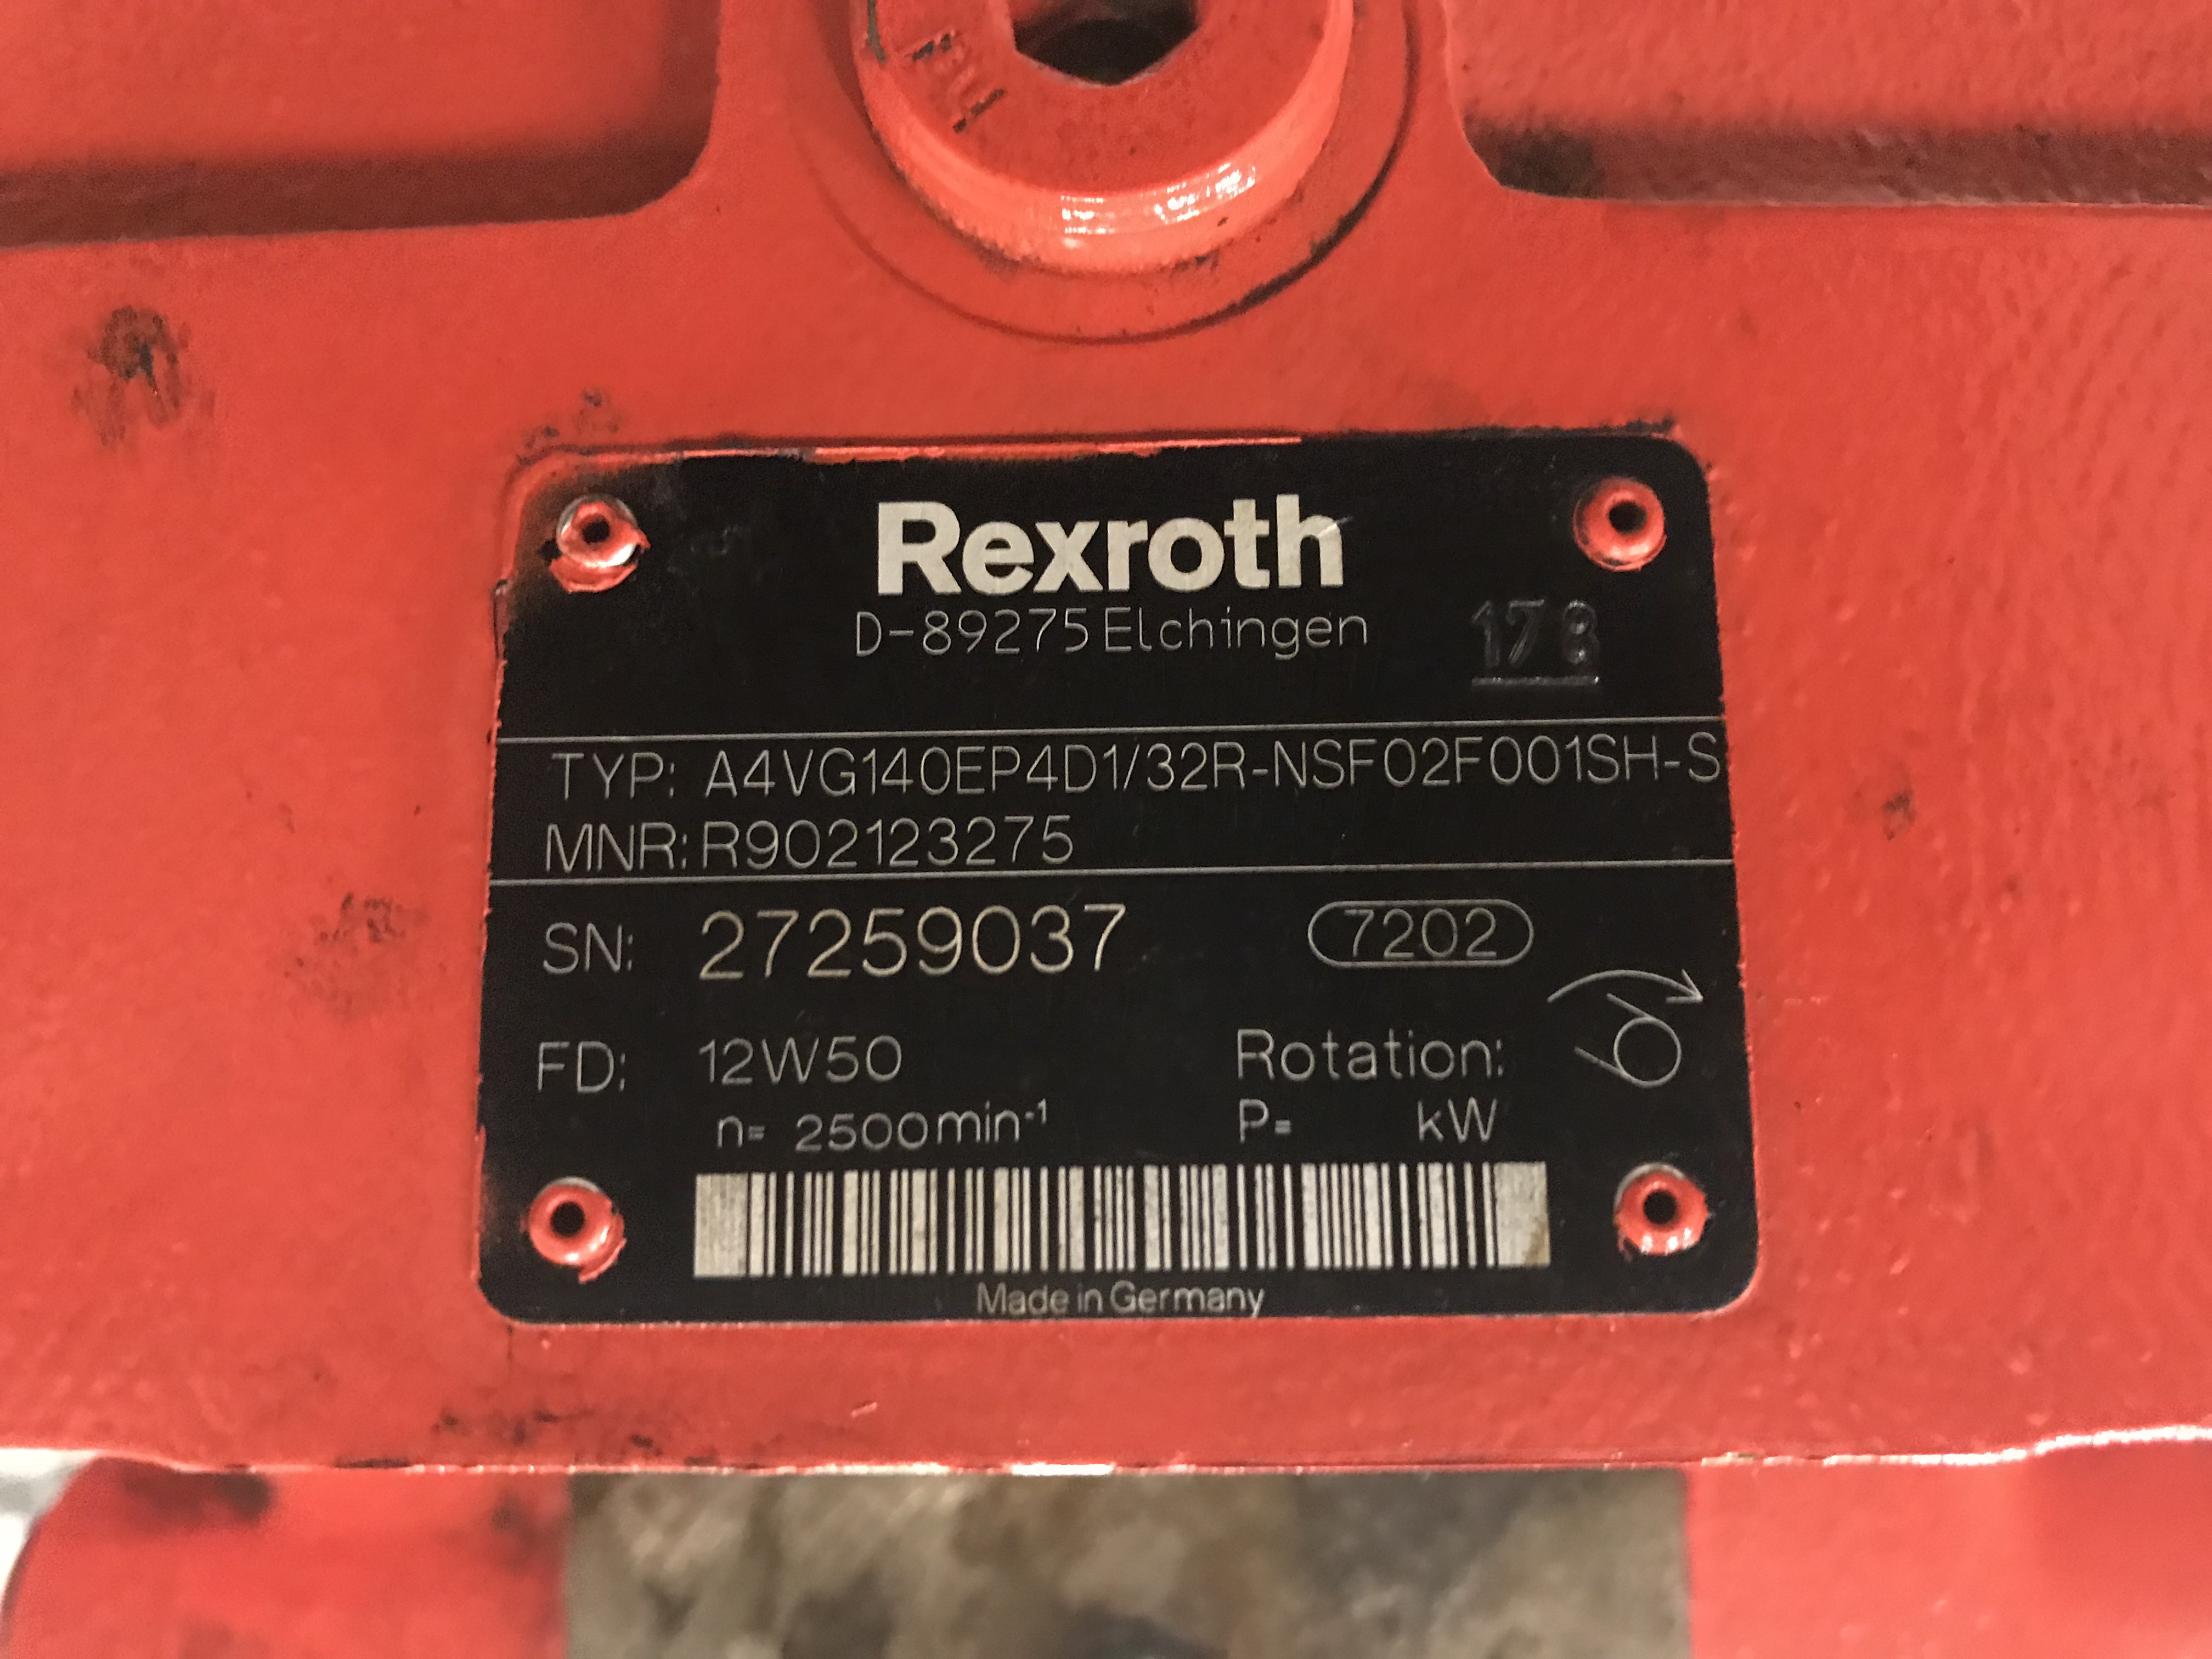 Rexroth
D-89275 Elchingen
178
TYP: A4VG140EP4D1/32R-NSF02F001SH-S
MNR: R902123275
SN: 27259037 7202
FD: 12W50 Rotation:
n= 2500min-1 P= kW
Made in Germany